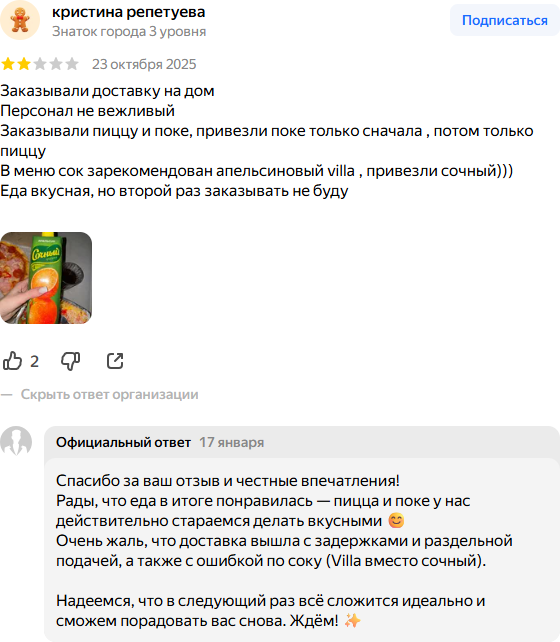 кристина репетуева
Знаток города 3 уровня
Подписаться
23 октября 2025
Заказывали доставку на дом
Персонал не вежливый
Заказывали пиццу и поке, привезли поке только сначала , потом только
пиццу
В меню сок зарекомендован апельсиновый villa , привезли сочный)))
Еда вкусная, но второй раз заказывать не буду
Сочный
2
— Скрыть ответ организации
Официальный ответ 17 января
Спасибо за ваш отзыв и честные впечатления!
Рады, что еда в итоге понравилась — пицца и поке у нас
действительно стараемся делать вкусными 😊
Очень жаль, что доставка вышла с задержками и раздельной
подачей, а также с ошибкой по соку (Villa вместо сочный).
Надеемся, что в следующий раз всё сложится идеально и
сможем порадовать вас снова. Ждём! ✨